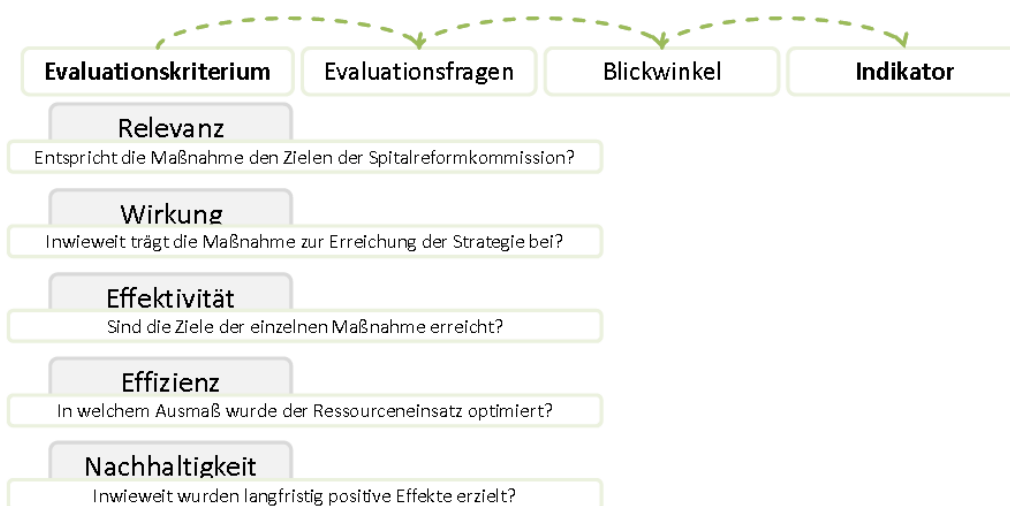 Evaluationskriterium Evaluationsfragen Blickwinkel Indikator
Relevanz
Entspricht die Maßnahme den Zielen der Spitalreformkommission?
Wirkung
Inwieweit trägt die Maßnahme zur Erreichung der Strategie bei?
Effektivität
Sind die Ziele der einzelnen Maßnahme erreicht?
Effizienz
In welchem Ausmaß wurde der Ressourceneinsatz optimiert?
Nachhaltigkeit
Inwieweit wurden langfristig positive Effekte erzielt?